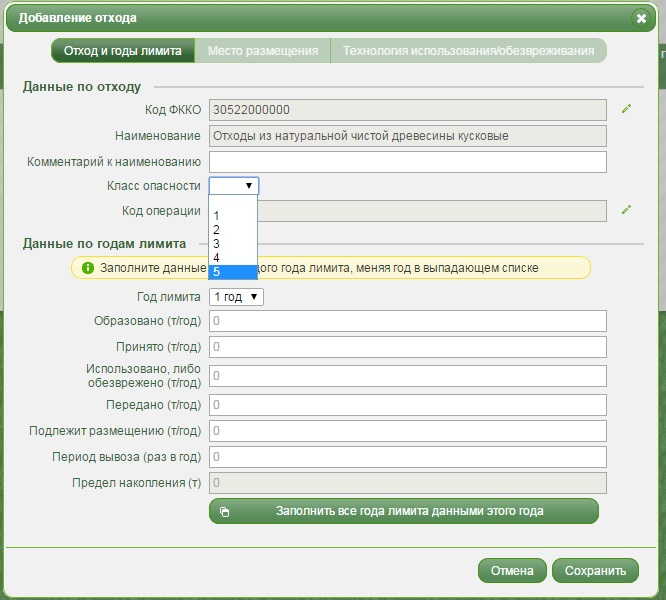 Добавление отхода
Отход и годы лимита Место размещения Технология использования/обезвреживания
Данные по отходу
Код ФККО 30522000000
Наименование Отходы из натуральной чистой древесины кусковые
Комментарий к наименованию
Класс опасности
1
2
3
4
5
Код операции
Данные по годам лимита
Заполните данные ого года лимита, меняя год в выпадающем списке
Год лимита 1 год
Образовано (т/год) 0
Принято (т/год) 0
Использовано, либо
обезврежено (т/год) 0
Передано (т/год) 0
Подлежит размещению (т/год) 0
Период вывоза (раз в год) 0
Предел накопления (т) 0
Заполнить все года лимита данными этого года
Отмена Сохранить